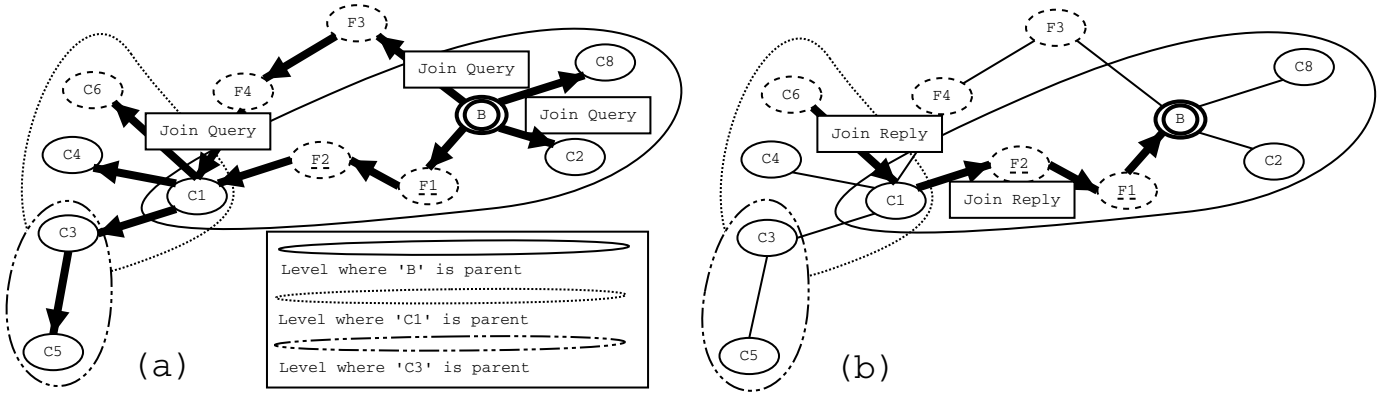 F3
Join Query
C8
C6
F4
B
Join Query
Join Query
C4
F2
C2
C1
F1
C3
Level where 'B' is parent
Level where 'C1' is parent
C5
(a)
Level where 'C3' is parent
F3
C8
C6
F4
B
Join Reply
C4
F2
C2
F1
C1
Join Reply
C3
C5
(b)